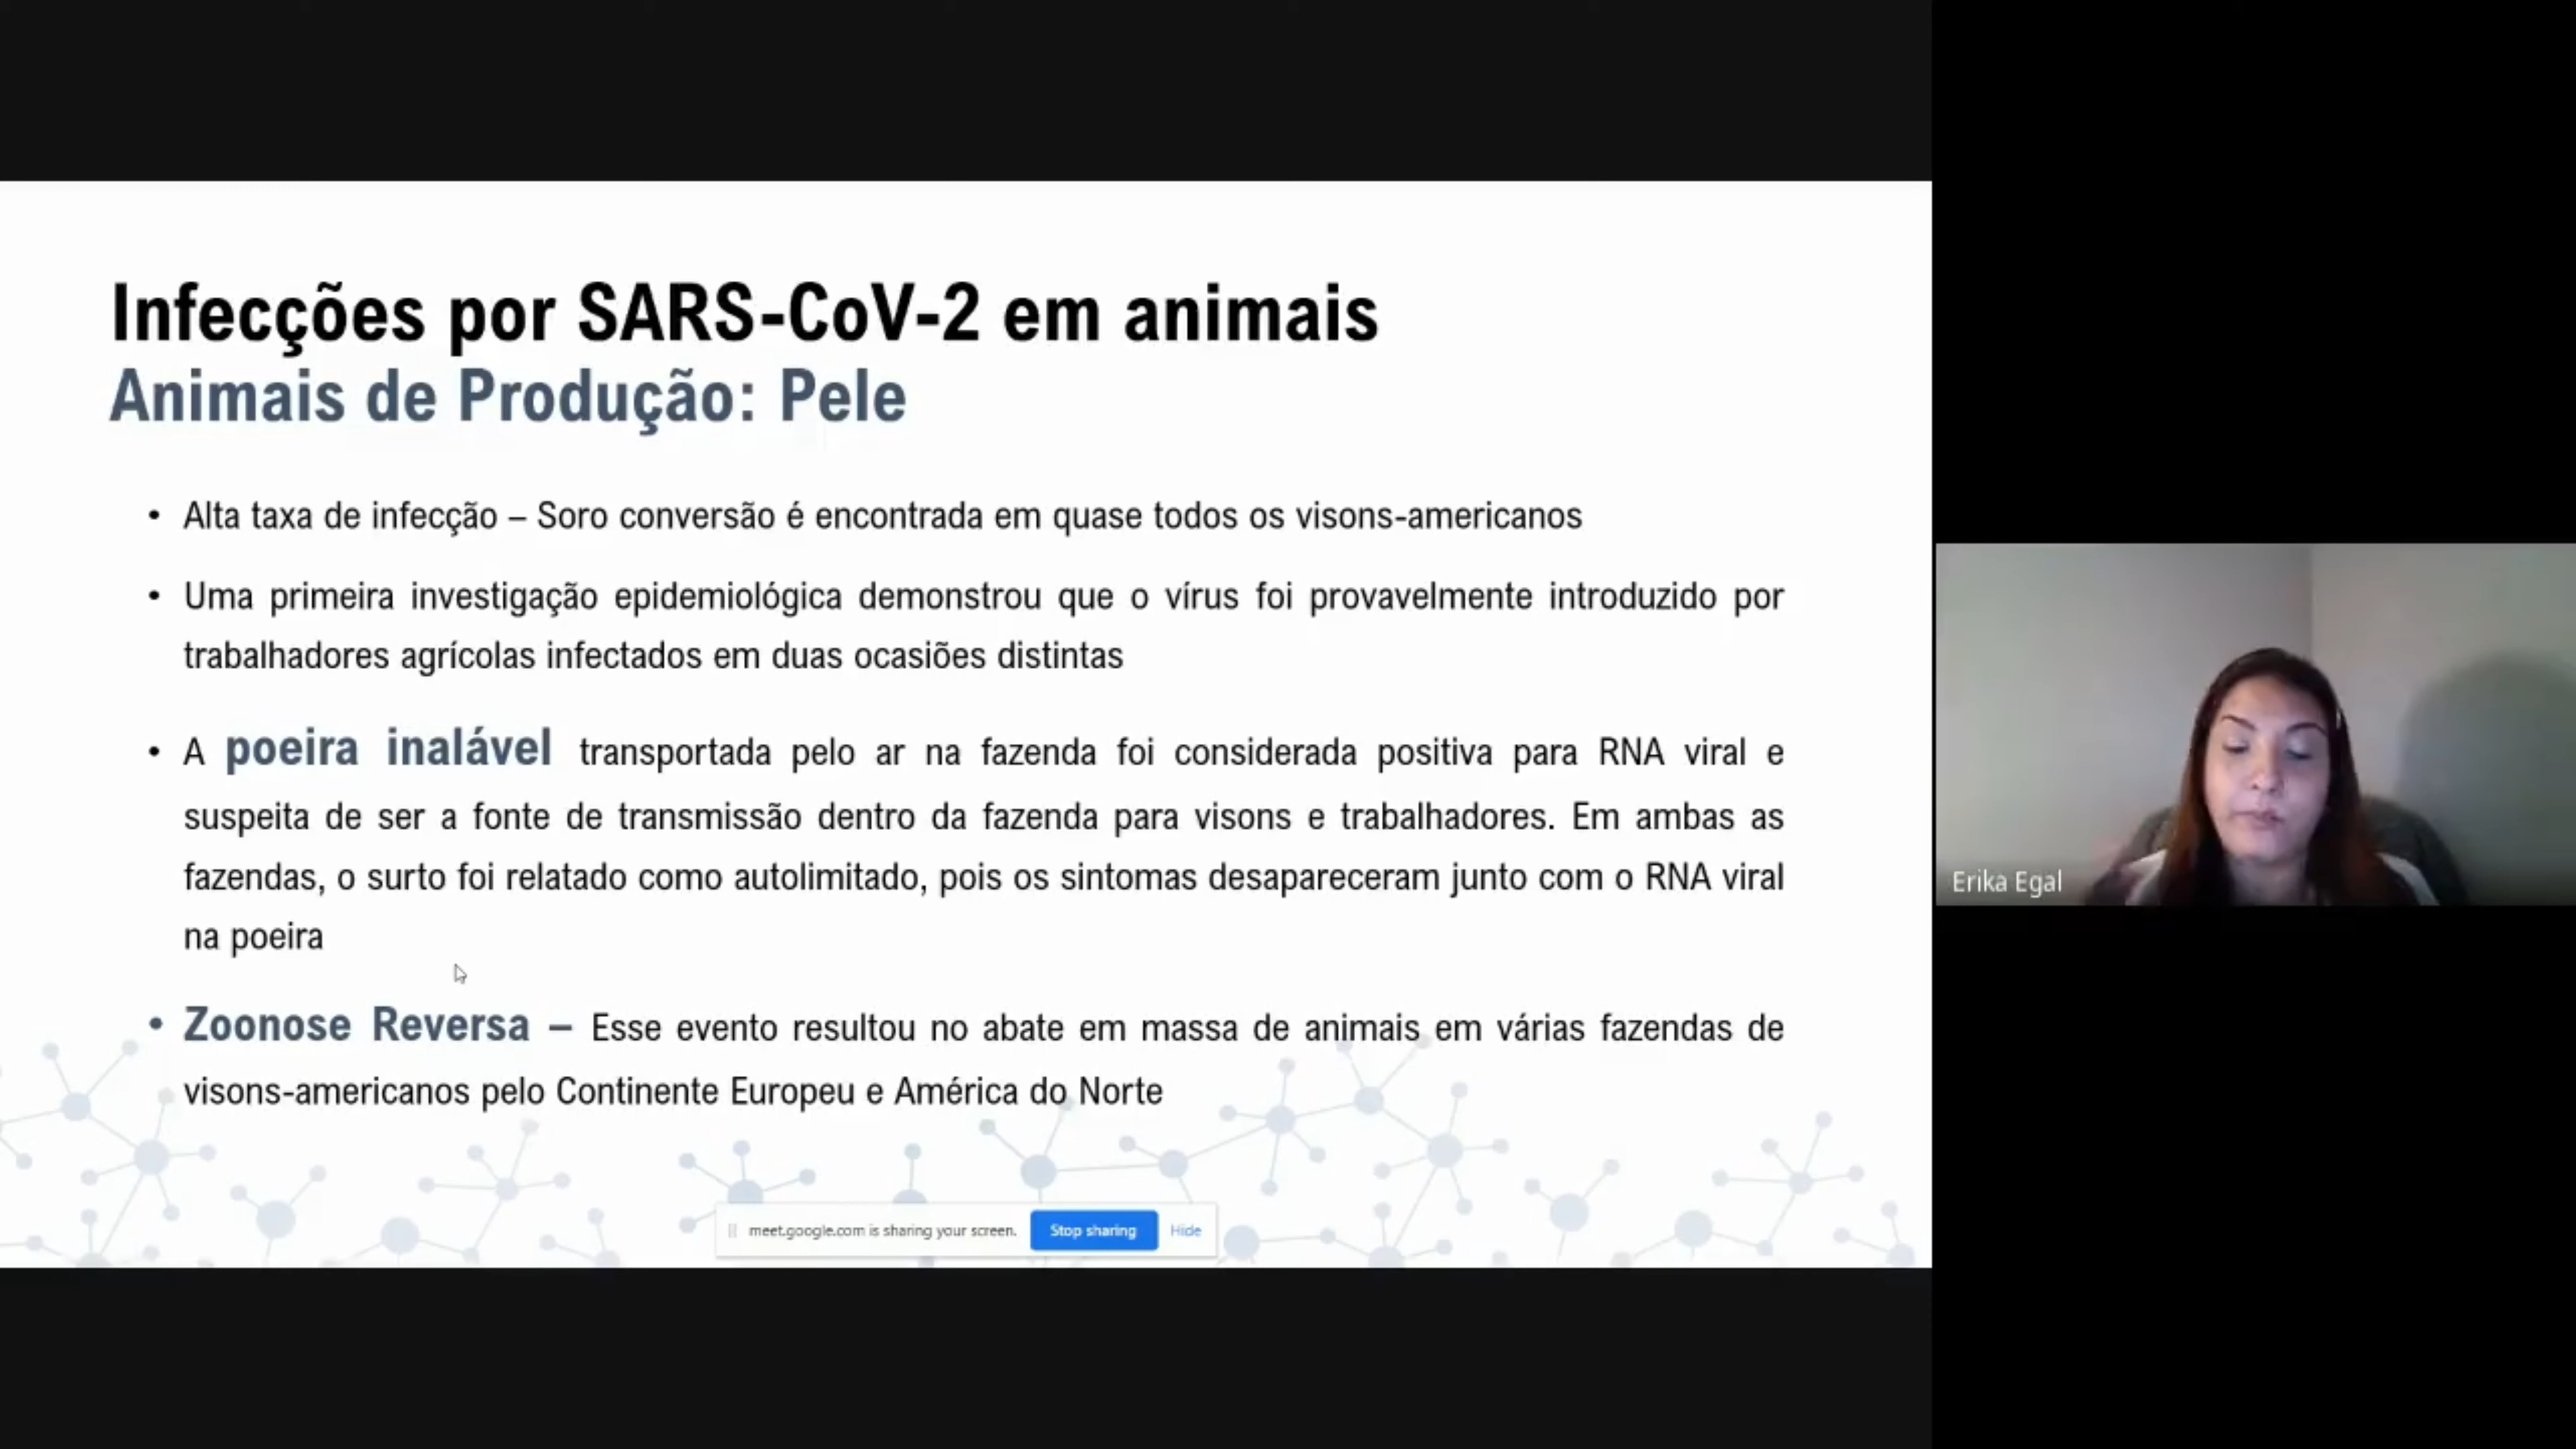 Infecções por SARS-CoV-2 em animais
Animais de Produção: Pele
• Alta taxa de infecção – Soro conversão é encontrada em quase todos os visons-americanos
• Uma primeira investigação epidemiológica demonstrou que o vírus foi provavelmente introduzido por
trabalhadores agrícolas infectados em duas ocasiões distintas
• A poeira inalável transportada pelo ar na fazenda foi considerada positiva para RNA viral e
suspeita de ser a fonte de transmissão dentro da fazenda para visons e trabalhadores. Em ambas as
fazendas, o surto foi relatado como autolimitado, pois os sintomas desapareceram junto com o RNA viral
na poeira
• Zoonose Reversa – Esse evento resultou no abate em massa de animais em várias fazendas de
visons-americanos pelo Continente Europeu e América do Norte
meet.google.com is sharing your screen. Stop sharing Hide
Erika Egal